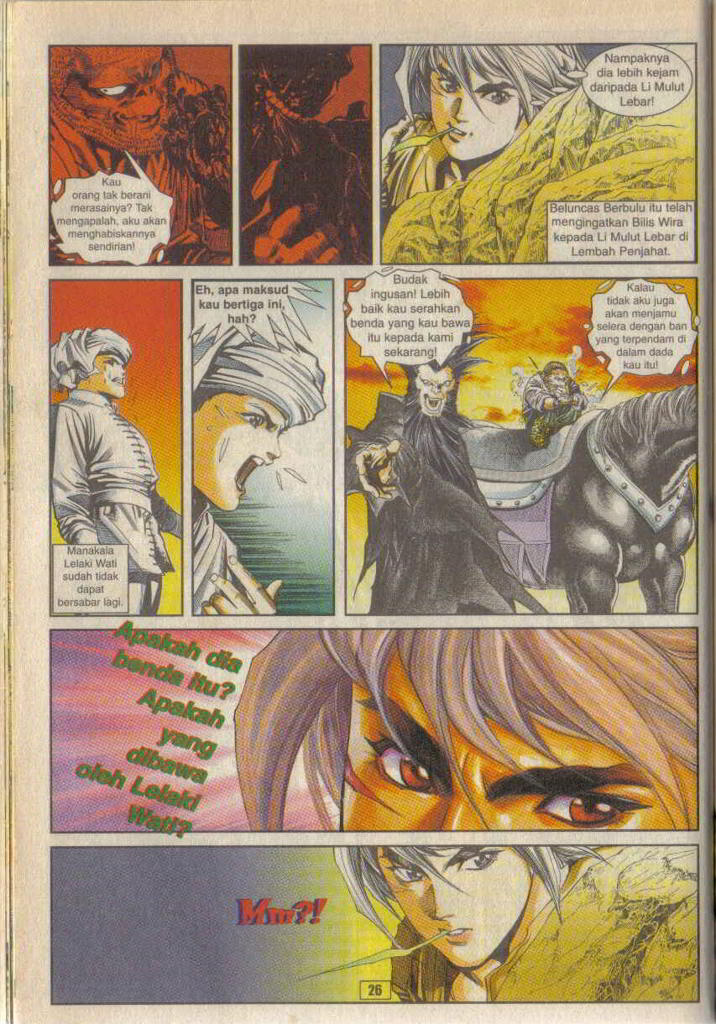 Kau
orang tak berani
merasainya? Tak
mengapalah, aku akan
menghabiskannya
sendirian!
Nampaknya
dia lebih kejam
daripada Li Mulut
Lebar!
Beluncas Berbulu itu telah
mengingatkan Bilis Wira
kepada Li Mulut Lebar di
Lembah Penjahat.
Manakala
Lelaki Wati
sudah tidak
dapat
bersabar lagi.
Eh, apa maksud
kau bertiga ini,
hah?
Budak
ingusan! Lebih
baik kau serahkan
benda yang kau bawa
itu kepada kami
sekarang!
Kalau
tidak aku juga
akan menjamu
selera dengan ban
yang terpendam di
dalam dada
kau itu!
Apakah dia
benda itu?
Apakah
yang
dibawa
oleh Lelaki
Wati?
Mm?!
26